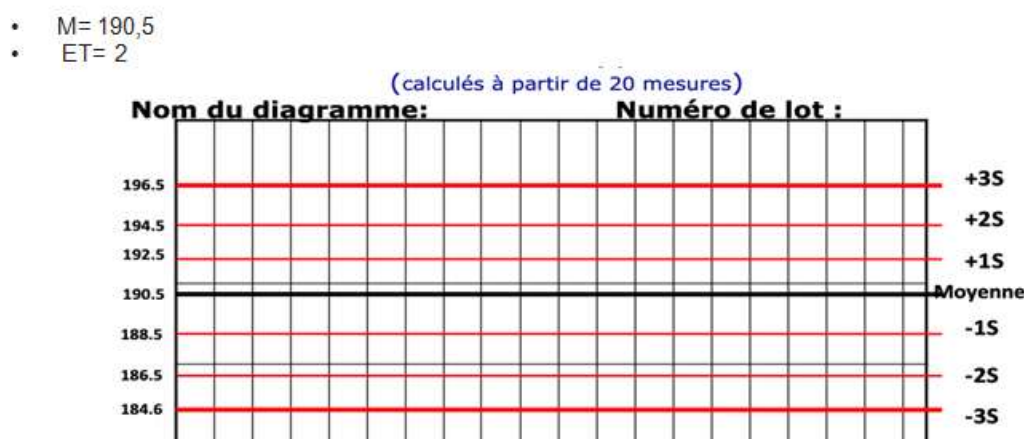 • M= 190,5
• ET= 2
(calculés à partir de 20 mesures)
Nom du diagramme: Numéro de lot :
196.5 +3S
194.5 +2S
192.5 +1S
190.5 Moyenne
188.5 -1S
186.5 -2S
184.6 -3S